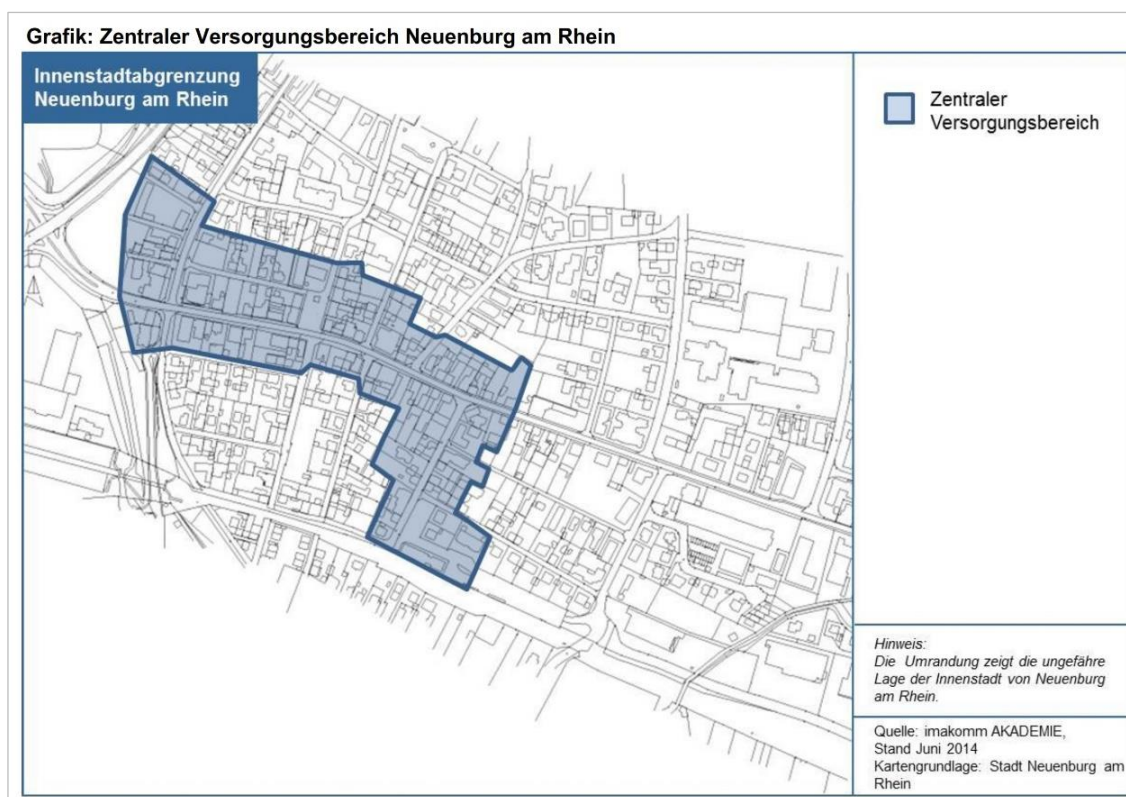 Grafik: Zentraler Versorgungsbereich Neuenburg am Rhein
Innenstadtabgrenzung
Neuenburg am Rhein
Zentraler
Versorgungsbereich
Hinweis:
Die Umrandung zeigt die ungefähre
Lage der Innenstadt von Neuenburg
am Rhein.
Quelle: imakomm AKADEMIE,
Stand Juni 2014
Kartengrundlage: Stadt Neuenburg am
Rhein